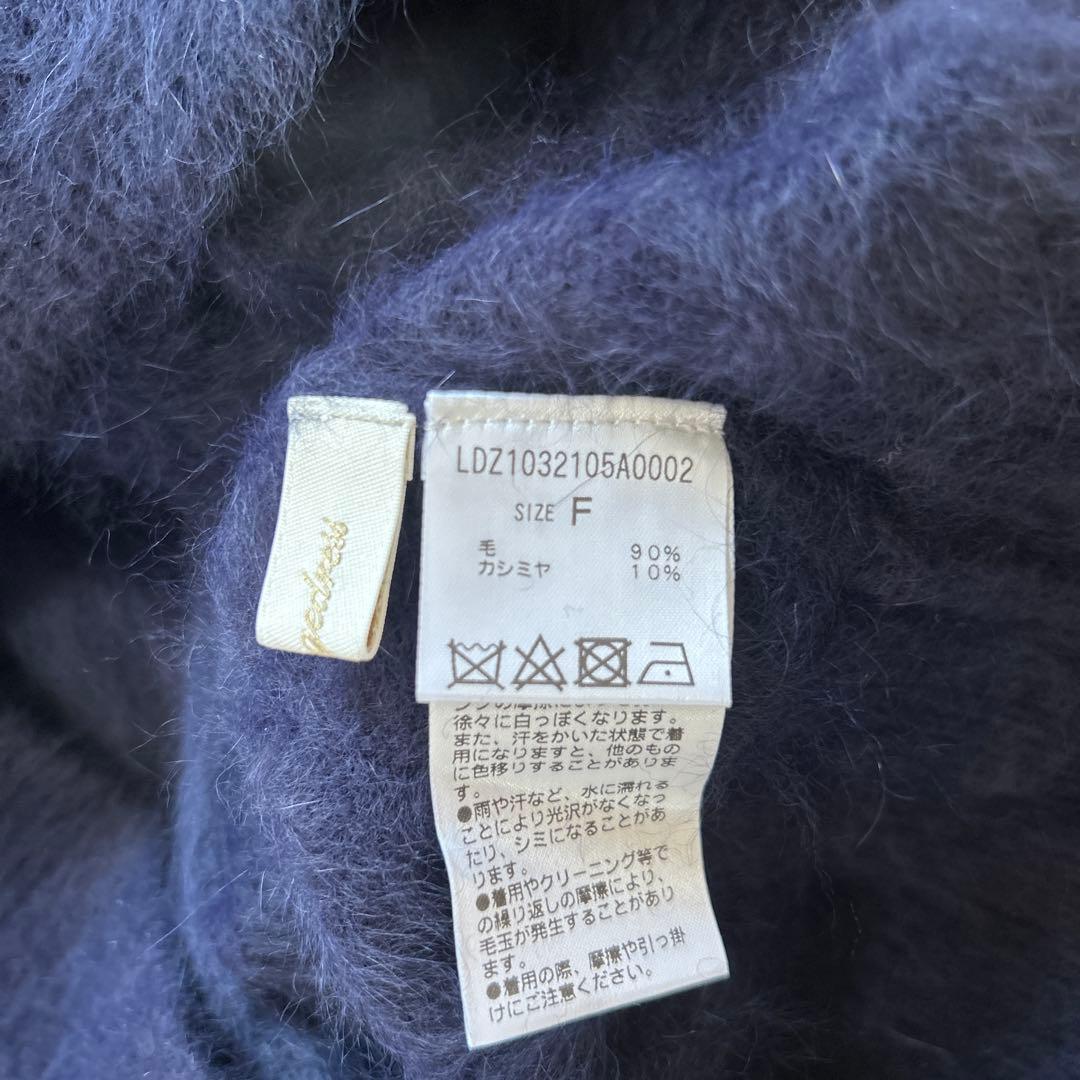 gedress
LDZ1032105A0002
SIZE F
毛 90%
カシミヤ 10%
徐々に白っぽくなります。
また、汗をかいた状態で着
用になりますと、他のもの
に色移りすることがありま
す。
●雨や汗など、水に濡れる
ことにより光沢がなくなっ
たり、シミになることがあ
ります。
●着用やクリーニング等で
の繰り返しの摩擦により、
毛玉が発生することがあり
ます。
●着用の際、摩擦や引っ掛
けにご注意ください。